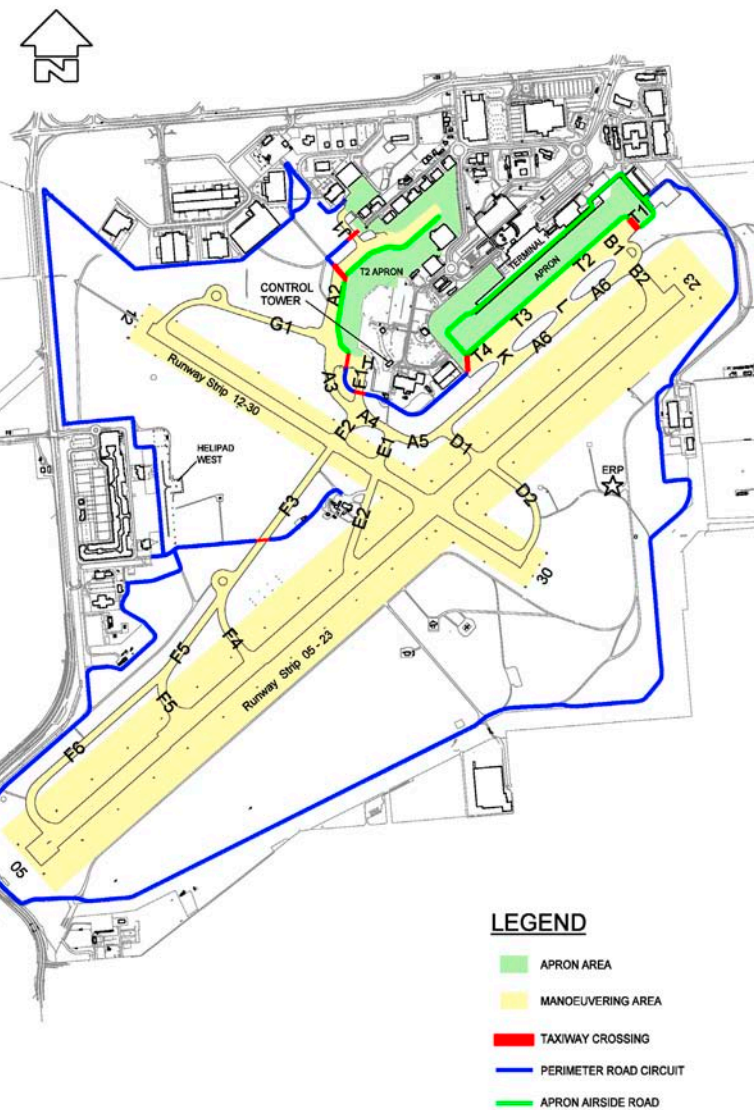 N
J1
T1
B1
B2
TERMINAL
APRON
T2 APRON
T2
A6
23
CONTROL
TOWER
A2
L
T3
A6
12
G1
K
T4
H
E1
A3
Runway Strip 12-30
A4
F2
E1
A5
D1
HELIPAD
WEST
ERP
F3
E2
D2
30
F4
F5
Runway Strip 05 - 23
F5
F6
05
LEGEND
APRON AREA
MANOEUVERING AREA
TAXIWAY CROSSING
PERIMETER ROAD CIRCUIT
APRON AIRSIDE ROAD